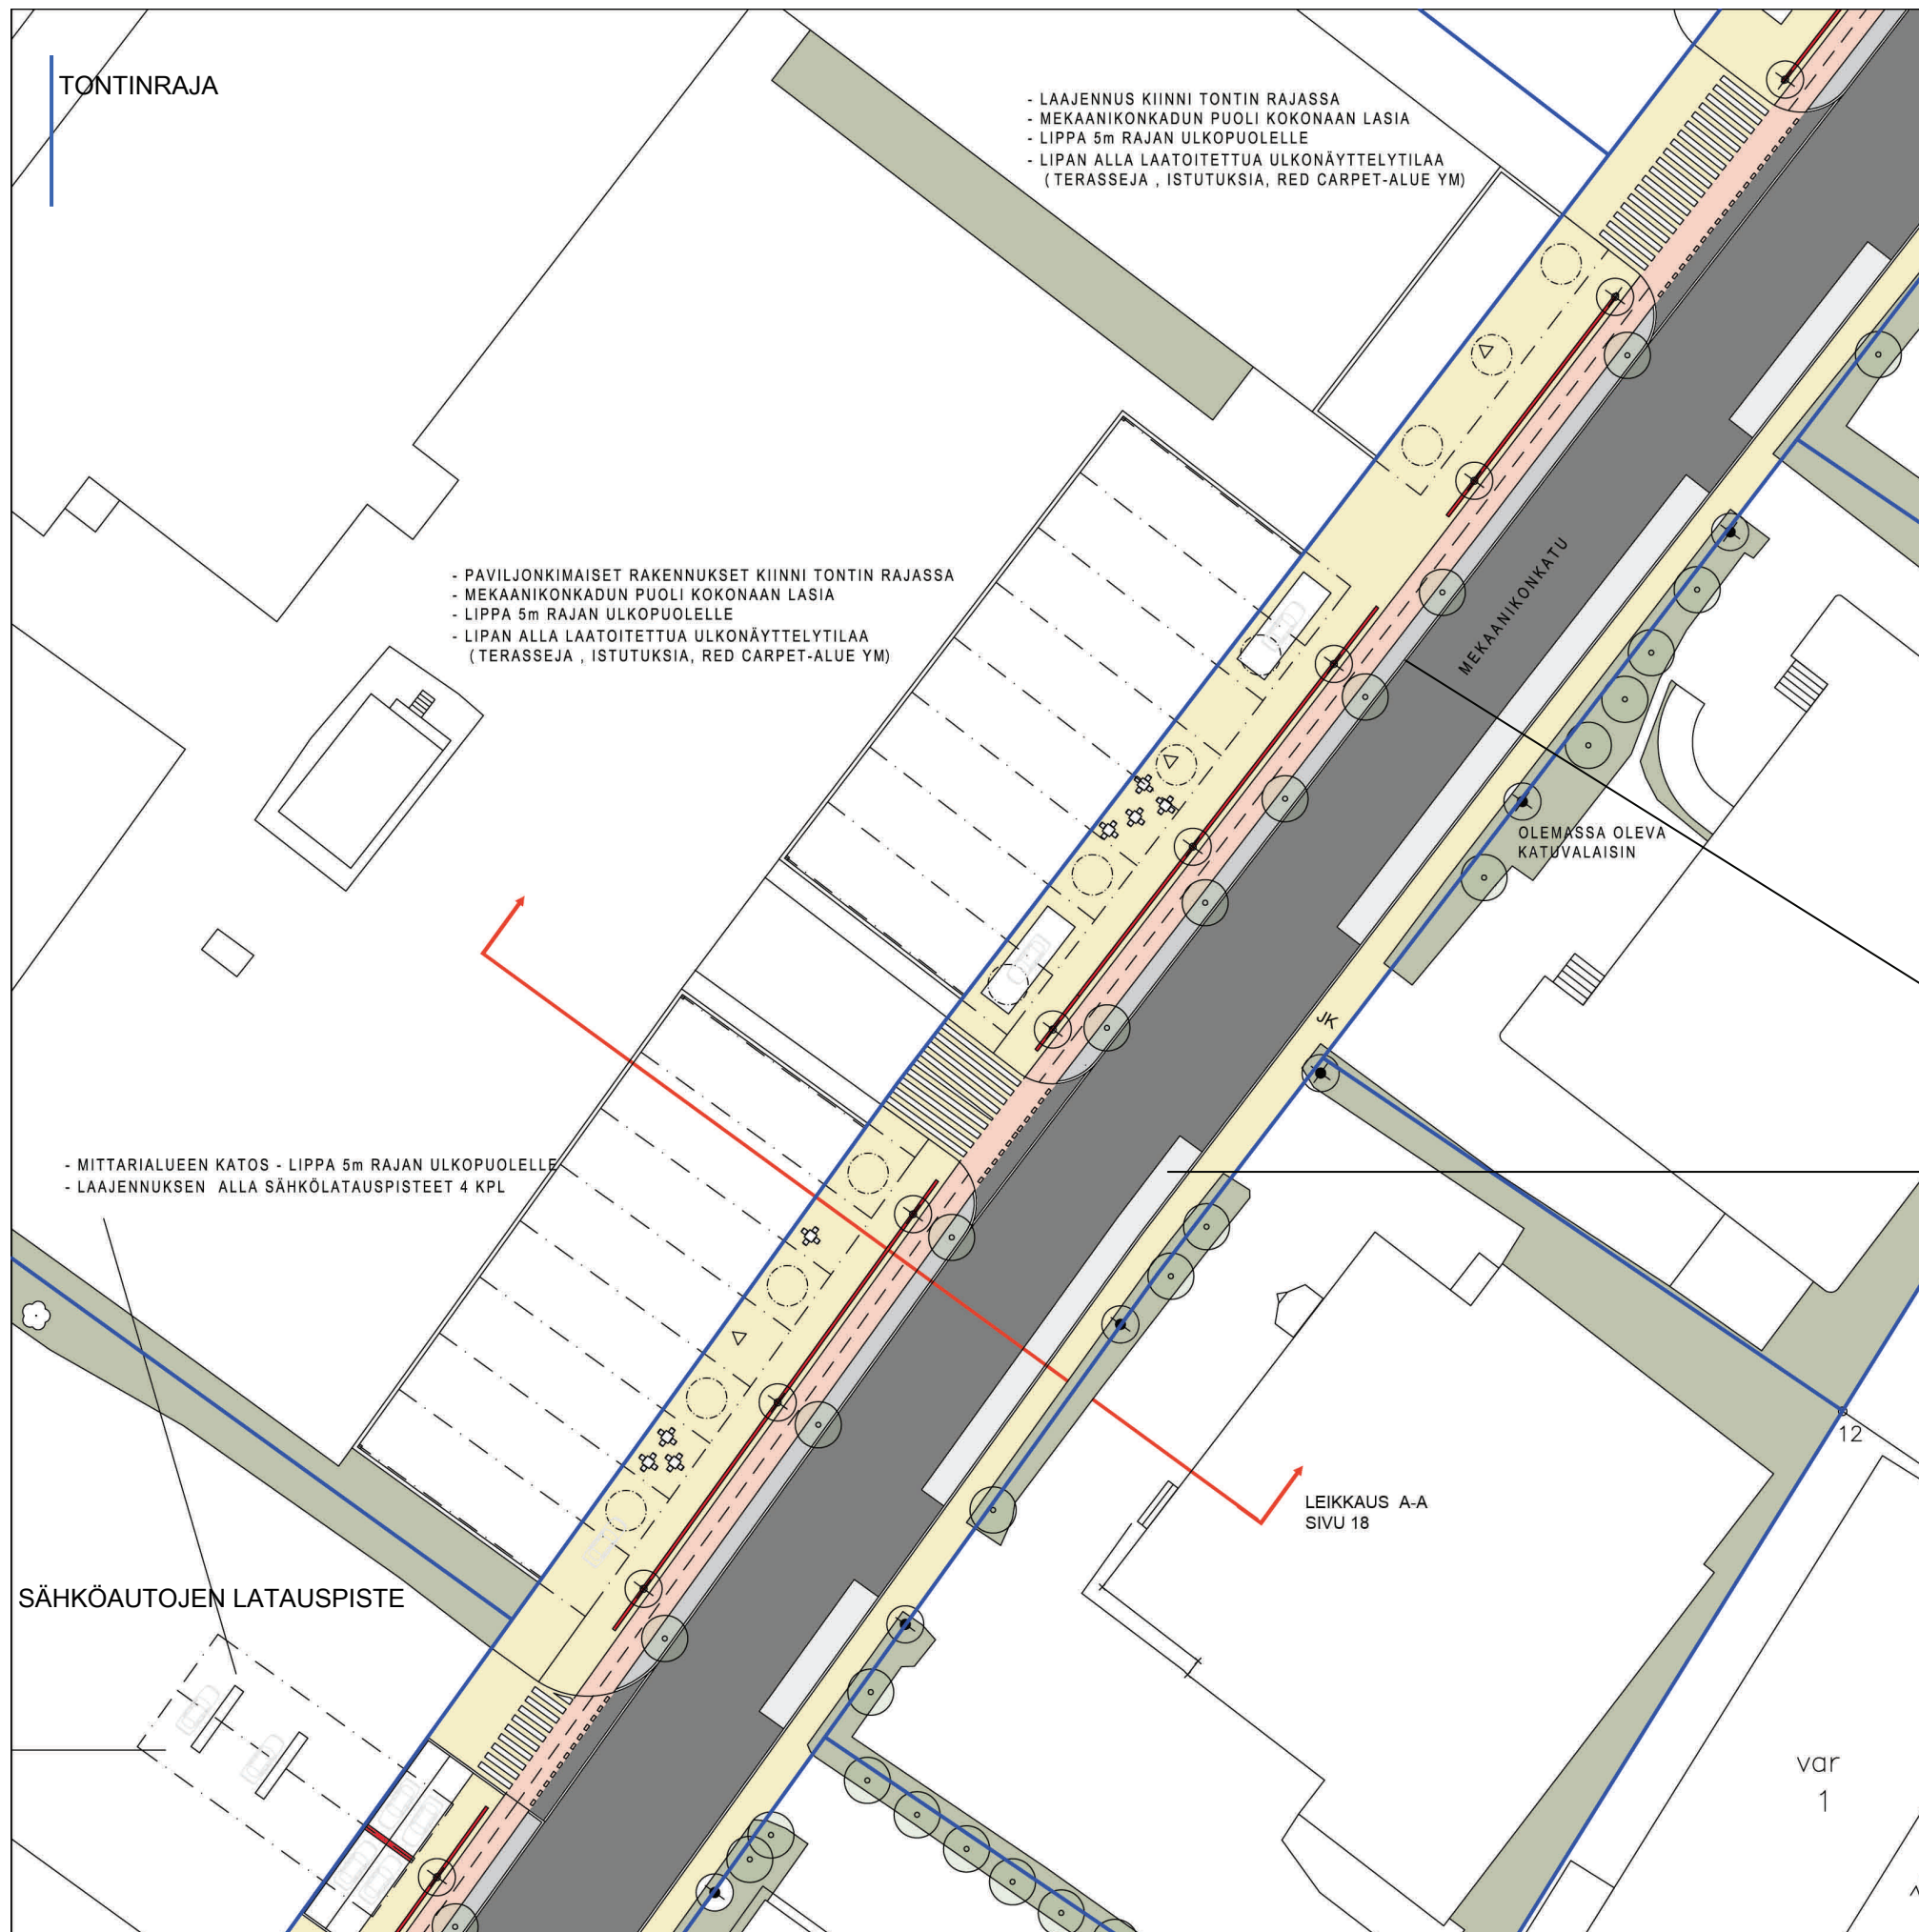 TONTINRAJA
- LAAJENNUS KIINNI TONTIN RAJASSA
- MEKAANIKONKADUN PUOLI KOKONAAN LASIA
- LIPPA 5m RAJAN ULKOPUOLELLE
- LIPAN ALLA LAATOITETTUA ULKONÄYTTELYTILAA
( TERASSEJA , ISTUTUKSIA, RED CARPET-ALUE YM)
- PAVILJONKIMAISET RAKENNUKSET KIINNI TONTIN RAJASSA
- MEKAANIKONKADUN PUOLI KOKONAAN LASIA
- LIPPA 5m RAJAN ULKOPUOLELLE
- LIPAN ALLA LAATOITETTUA ULKONÄYTTELYTILAA
( TERASSEJA , ISTUTUKSIA, RED CARPET-ALUE YM)
MEKAANIKONKATU
OLEMASSA OLEVA
KATUVALAISIN
JK
- MITTARIALUEEN KATOS - LIPPA 5m RAJAN ULKOPUOLELLE
- LAAJENNUKSEN ALLA SÄHKÖLATAUSPISTEET 4 KPL
12
LEIKKAUS A-A
SIVU 18
SÄHKÖAUTOJEN LATAUSPISTE
var
1